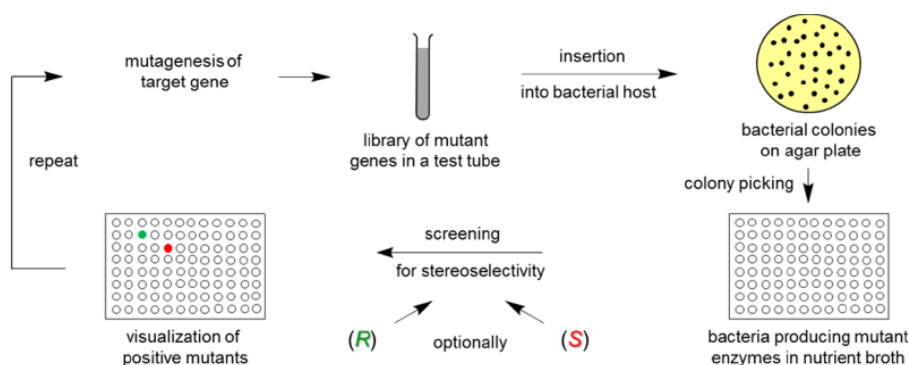 mutagenesis of
target gene
library of mutant
genes in a test tube
insertion
into bacterial host
bacterial colonies
on agar plate
colony picking
bacteria producing mutant
enzymes in nutrient broth
screening
for stereoselectivity
(R)
optionally
(S)
visualization of
positive mutants
repeat